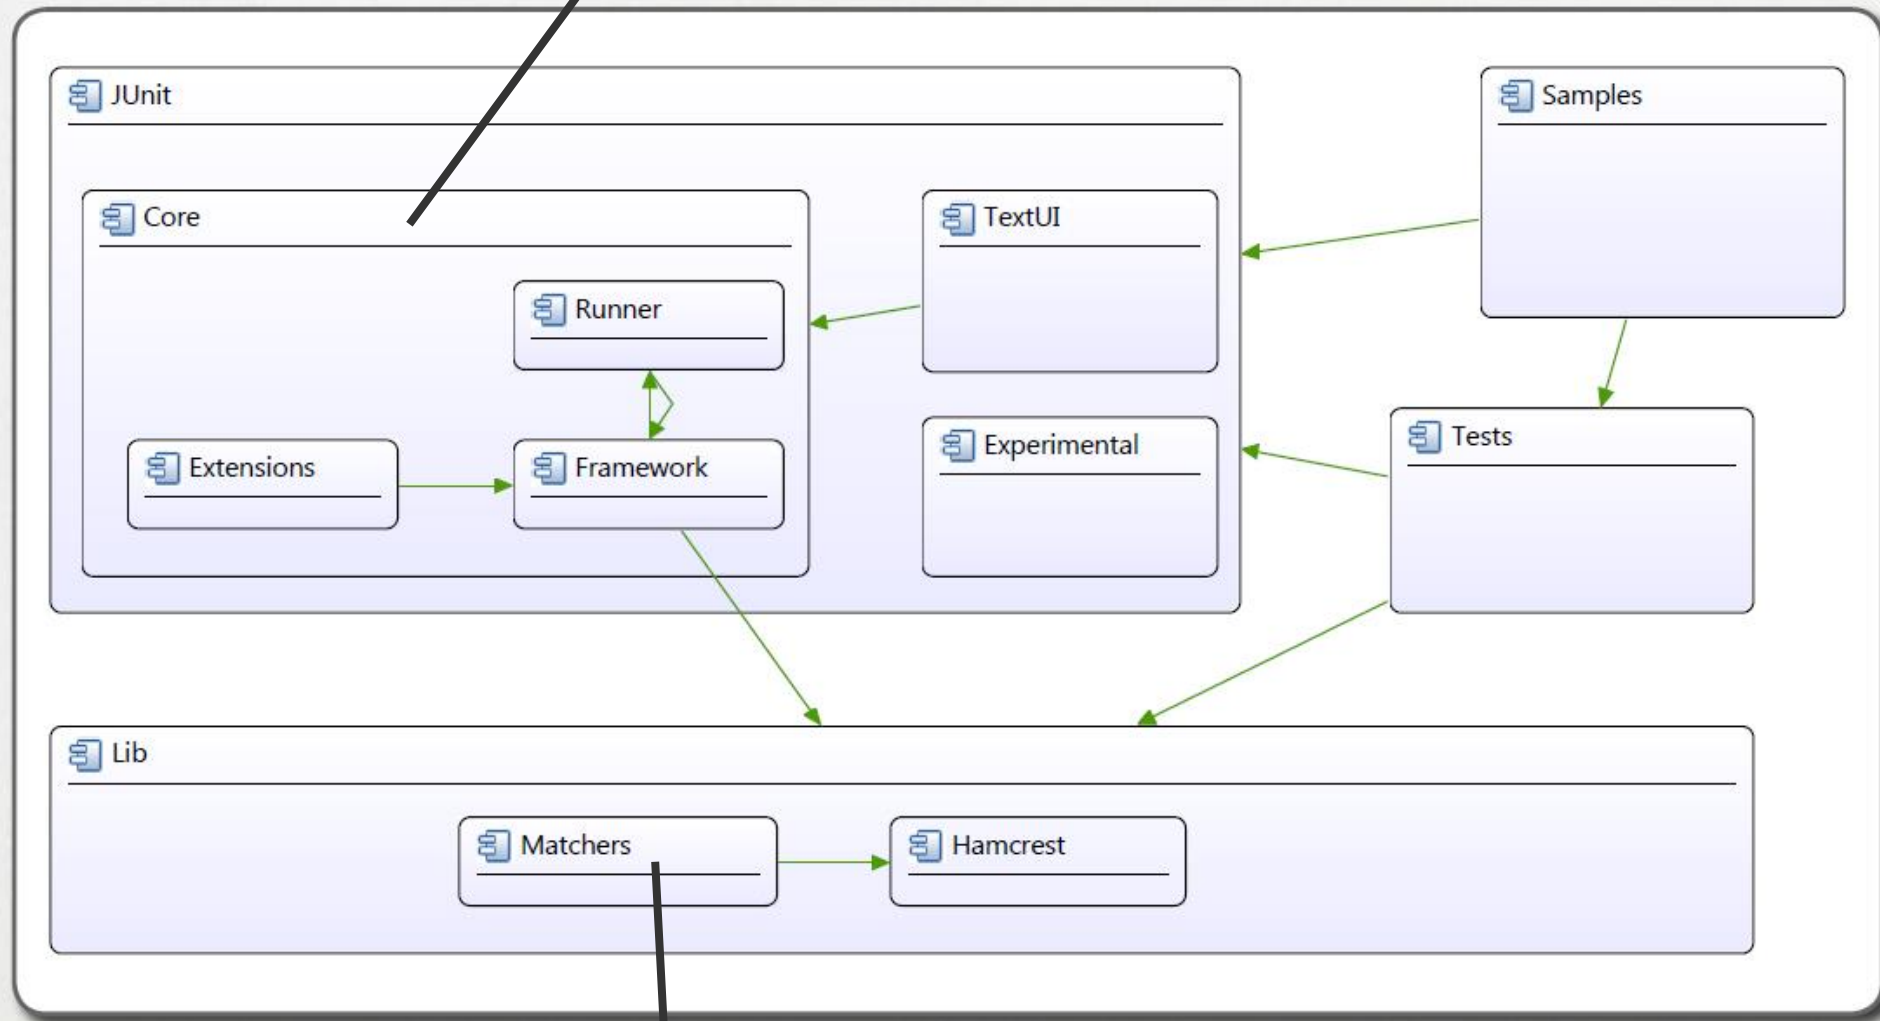 JUnit
Samples
Core
TextUI
Runner
Experimental
Tests
Extensions
Framework
Lib
Matchers
Hamcrest